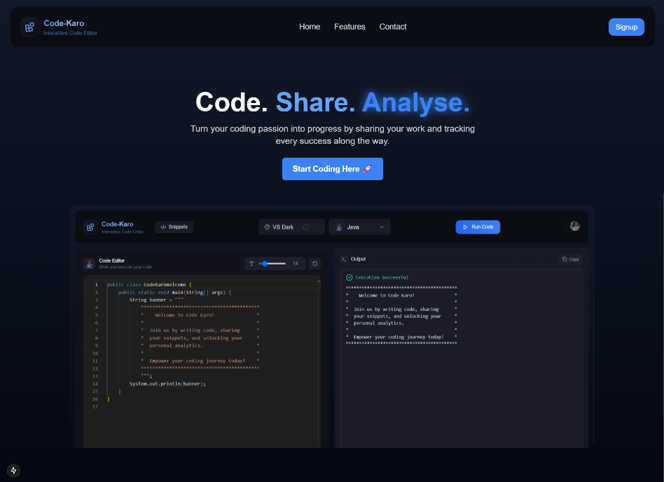 Code-Karo
Interactive Code Editor
Home
Features
Contact
Signup
Code. Share. Analyse.
Turn your coding passion into progress by sharing your work and tracking
every success along the way.
Start Coding Here 🚀
Code-Karo
Interactive Code Editor
Snippets
VS Dark
Java
Run Code
Code Editor
Write and execute your code
16
1 public class CodeKaroWelcome {
2 public static void main(String[] args) {
3 String banner = """
4 ****************************************
5 * Welcome to Code Karo! *
6 * *
7 * Join us by writing code, sharing *
8 * your snippets, and unlocking your *
9 * personal analytics. *
10 * *
11 * Empower your coding journey today! *
12 ****************************************
13 """;
14 System.out.println(banner);
15 }
16 }
17
Output
Copy
Execution Successful
****************************************
* Welcome to Code Karo! *
* *
* Join us by writing code, sharing *
* your snippets, and unlocking your *
* personal analytics. *
* *
* Empower your coding journey today! *
****************************************